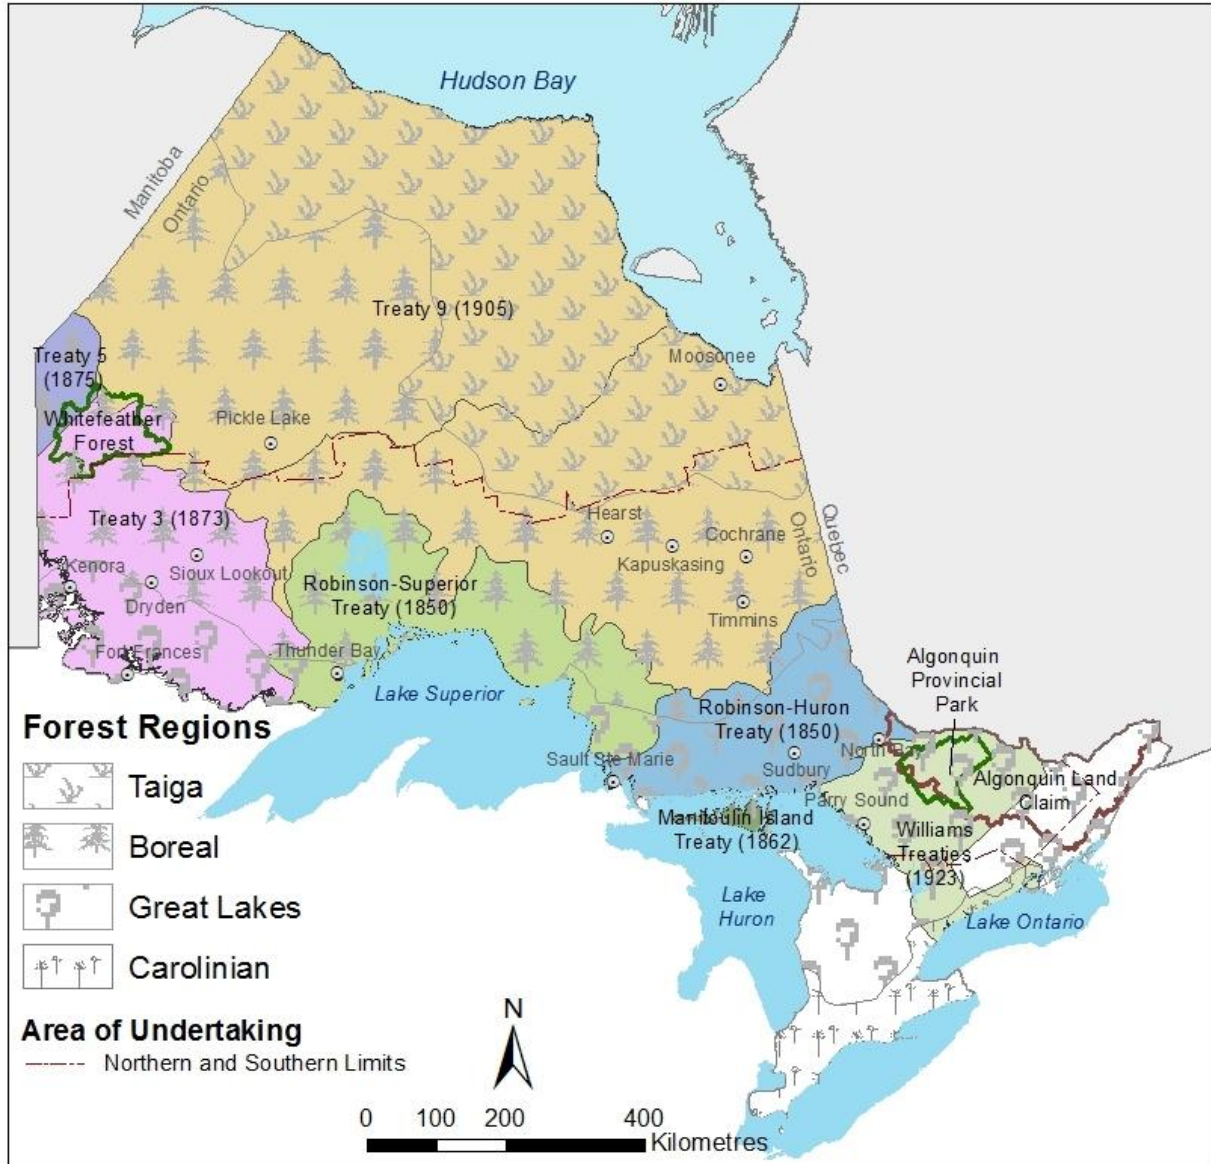 Hudson Bay
Manitoba
Ontario
Treaty 9 (1905)
Treaty 5
(1875)
Moosonee
Whitefeather
Forest
Pickle Lake
Treaty 3 (1873)
Hearst
Cochrane
Ontario
Quebec
Kenora
Sioux Lookout
Kapuskasing
Dryden
Robinson-Superior
Treaty (1850)
Timmins
Fort Frances
Thunder Bay
Algonquin
Provincial
Park
Lake Superior
Robinson-Huron
Treaty (1850)
North Bay
Sault Ste Marie
Sudbury
Algonquin Land
Claim
Parry Sound
Manitoulin Island
Treaty (1862)
Williams
Treaties
(1923)
Lake
Huron
Lake Ontario
Forest Regions
Taiga
Boreal
Great Lakes
Carolinian
Area of Undertaking
Northern and Southern Limits
N
0 100 200 400
Kilometres